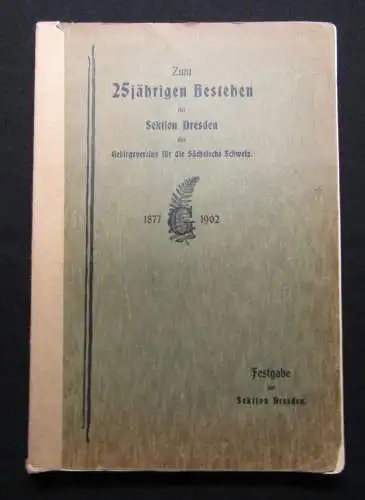 Zum
25jährigen Bestehen
der
Sektion Dresden
des
Gebirgsvereins für die Sächsische Schweiz.
1877 G 1902
Festgabe
der
Sektion Dresden.